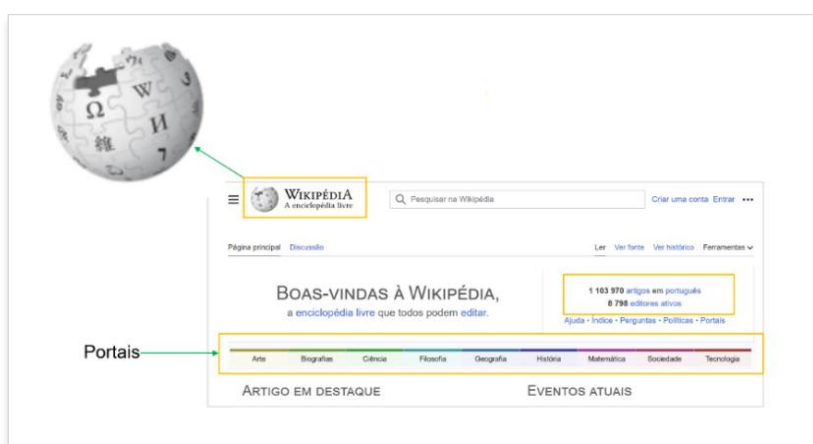 Ω W И
維 7
WIKIPÉDIA
A enciclopédia livre
Pesquisar na Wikipédia
Criar uma conta Entrar •••
Página principal Discussão
Ler Ver fonte Ver histórico Ferramentas
BOAS-VINDAS À WIKIPÉDIA,
a enciclopédia livre que todos podem editar.
1 103 970 artigos em português
8 798 editores ativos
Ajuda · Índice · Perguntas · Políticas · Portais
Portais
Arte Biografias Ciência Filosofia Geografia História Matemática Sociedade Tecnologia
ARTIGO EM DESTAQUE
EVENTOS ATUAIS